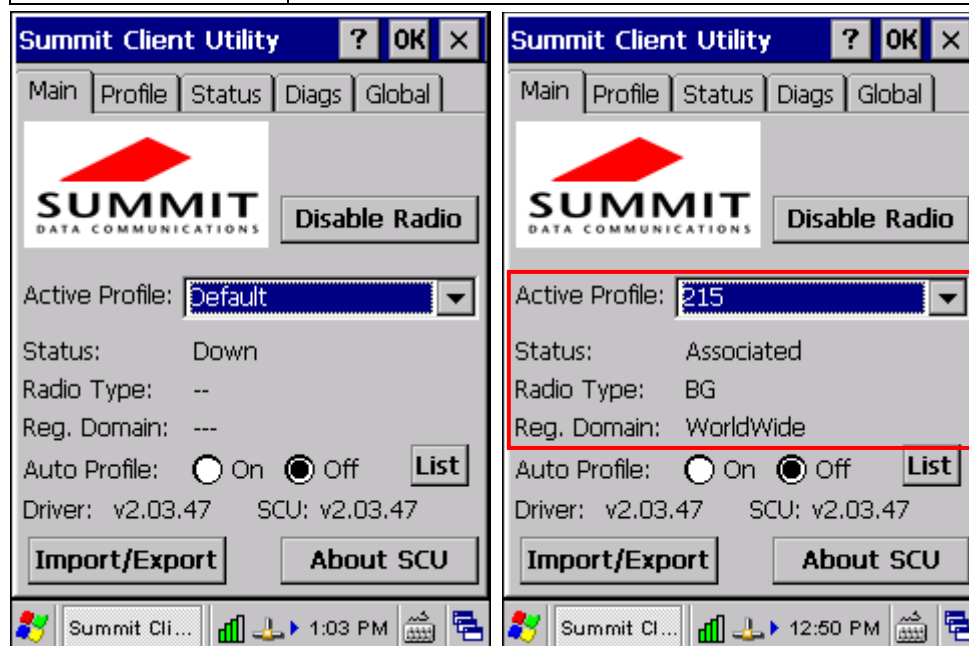 Summit Client Utility ? OK ×
Main Profile Status Diags Global
SUMMIT
DATA COMMUNICATIONS
Disable Radio
Active Profile: Default
Status: Down
Radio Type: --
Reg. Domain: ---
Auto Profile: On Off List
Driver: v2.03.47 SCU: v2.03.47
Import/Export About SCU
Summit Cli... 1:03 PM
Summit Client Utility ? OK ×
Main Profile Status Diags Global
SUMMIT
DATA COMMUNICATIONS
Disable Radio
Active Profile: 215
Status: Associated
Radio Type: BG
Reg. Domain: WorldWide
Auto Profile: On Off List
Driver: v2.03.47 SCU: v2.03.47
Import/Export About SCU
Summit Cl... 12:50 PM